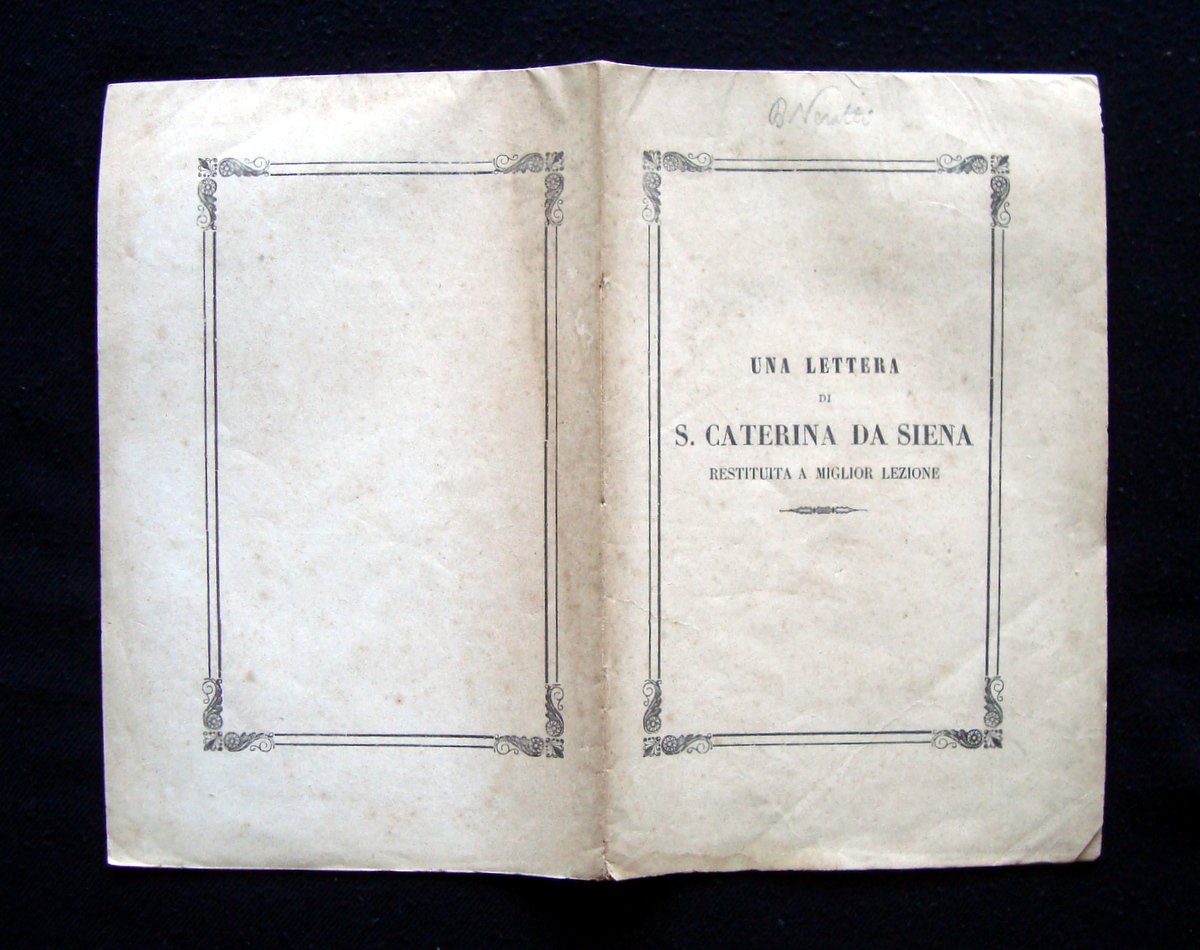 UNA LETTERA
DI
S. CATERINA DA SIENA
RESTITUITA A MIGLIOR LEZIONE